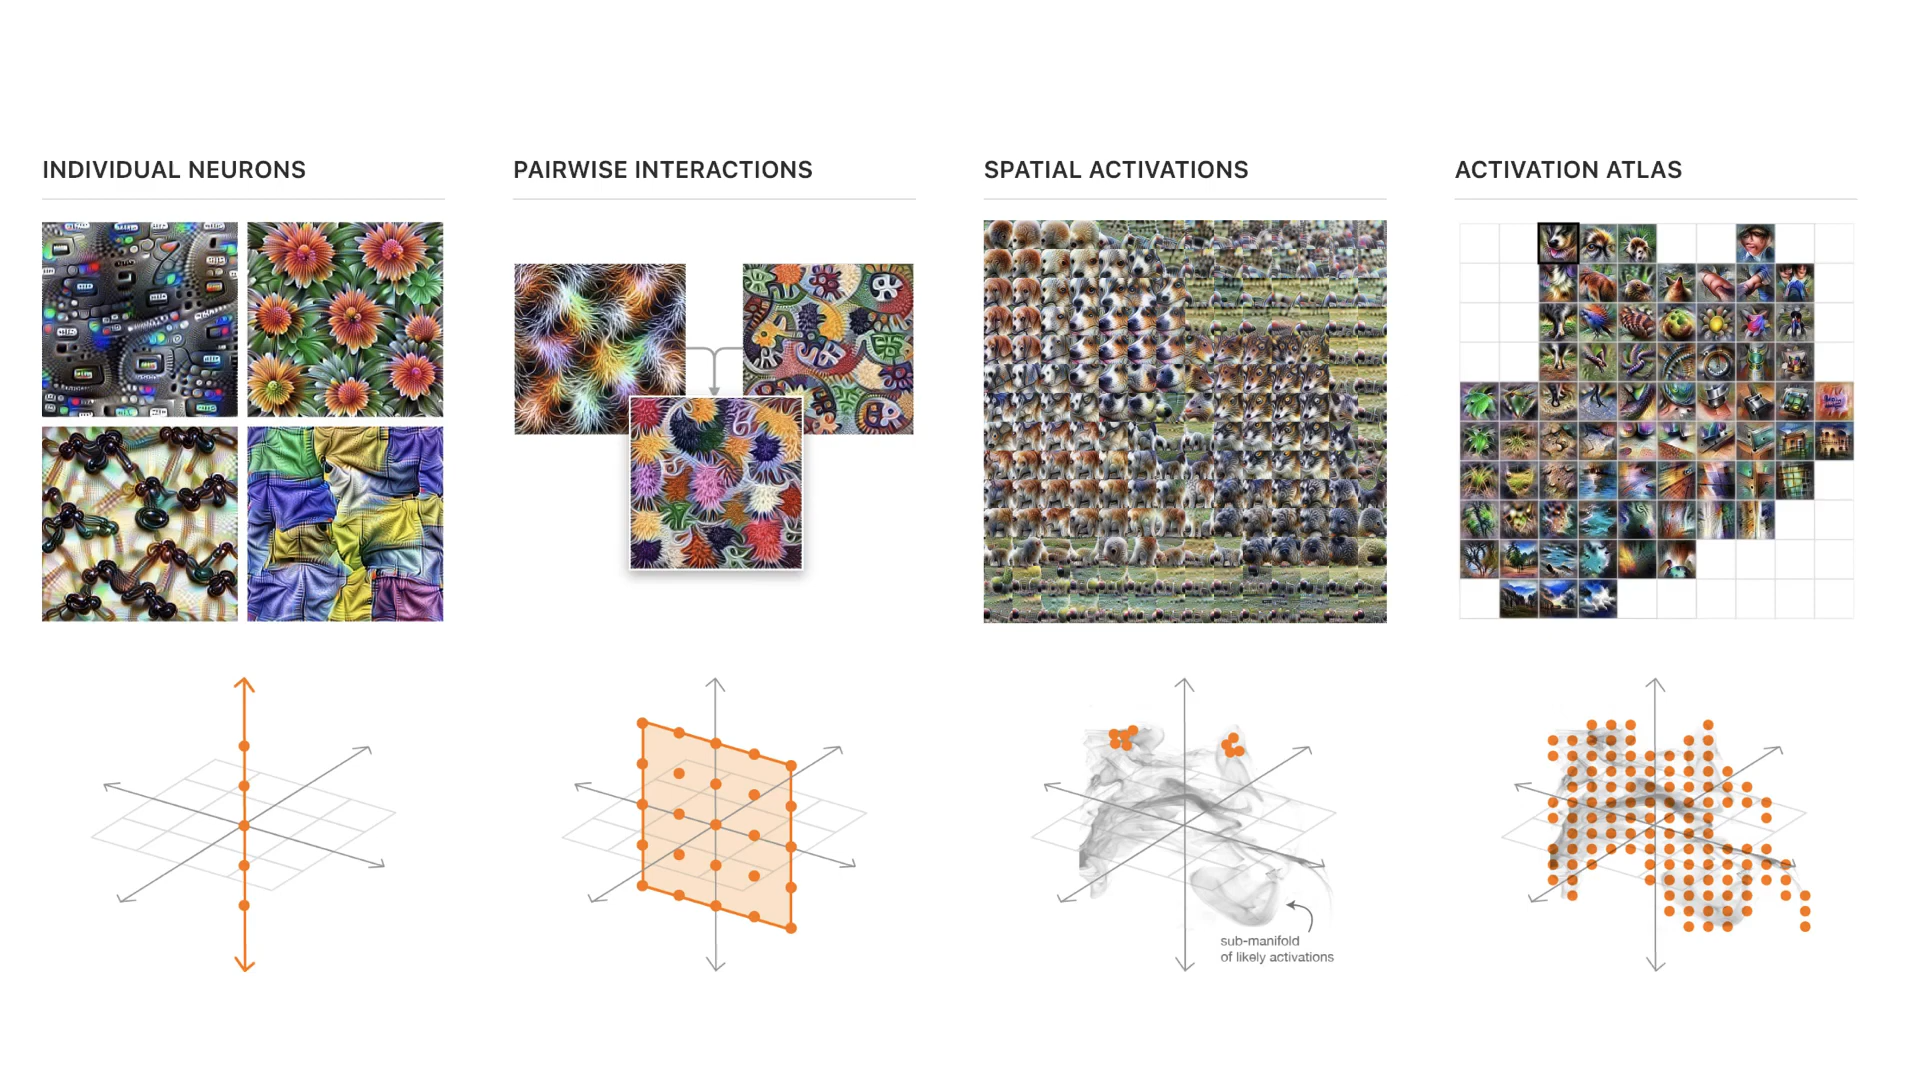 INDIVIDUAL NEURONS
PAIRWISE INTERACTIONS
SPATIAL ACTIVATIONS
ACTIVATION ATLAS
sub-manifold
of likely activations